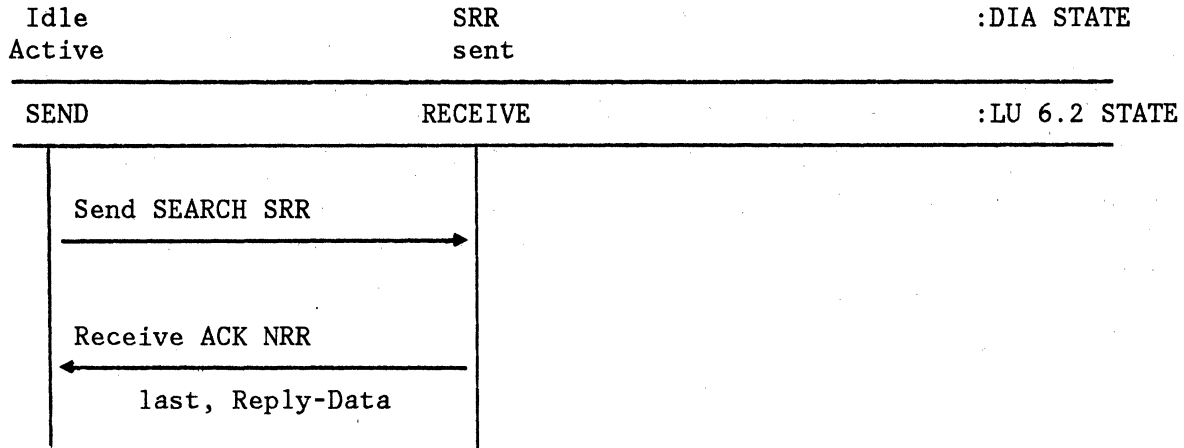 Idle SRR :DIA STATE
Active sent
SEND RECEIVE :LU 6.2 STATE
Send SEARCH SRR
Receive ACK NRR
last, Reply-Data